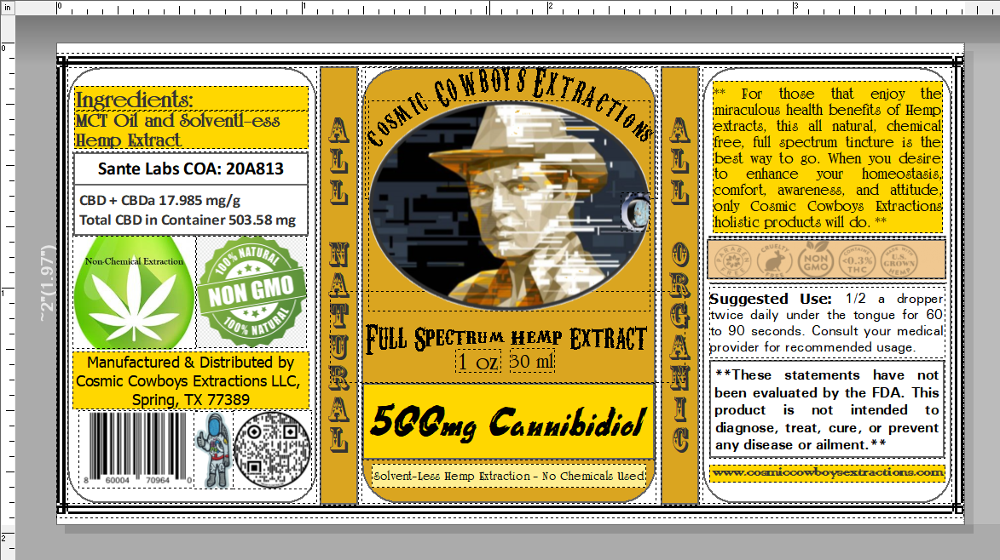 in
0
1
2
3
0
1
2
~2"(1.97")
Ingredients:
MCT Oil and Solventl-ess
Hemp Extract
Sante Labs COA: 20A813
CBD + CBDa 17.985 mg/g
Total CBD in Container 503.58 mg
Non-Chemical Extraction
100% NATURAL
NON GMO
100% NATURAL
Manufactured & Distributed by
Cosmic Cowboys Extractions LLC,
Spring, TX 77389
8 60004 70964 0
ALL NATURAL
Cosmic Cowboys Extractions
Full Spectrum Hemp Extract
1 oz 30 ml
500mg Cannibidiol
Solvent-Less Hemp Extraction - No Chemicals Used
ALL ORGANIC
** For those that enjoy the
miraculous health benefits of Hemp
extracts, this all natural, chemical
free, full spectrum tincture is the
best way to go. When you desire
to enhance your homeostasis,
comfort, awareness, and attitude,
only Cosmic Cowboys Extractions
holistic products will do. **
PARABEN FREE
CRUELTY FREE
NON GMO
CONTAINS <0.3% THC
MADE WITH U.S. GROWN HEMP
Suggested Use: 1/2 a dropper
twice daily under the tongue for 60
to 90 seconds. Consult your medical
provider for recommended usage.
**These statements have not
been evaluated by the FDA. This
product is not intended to
diagnose, treat, cure, or prevent
any disease or ailment.**
www.cosmiccowboysextractions.com